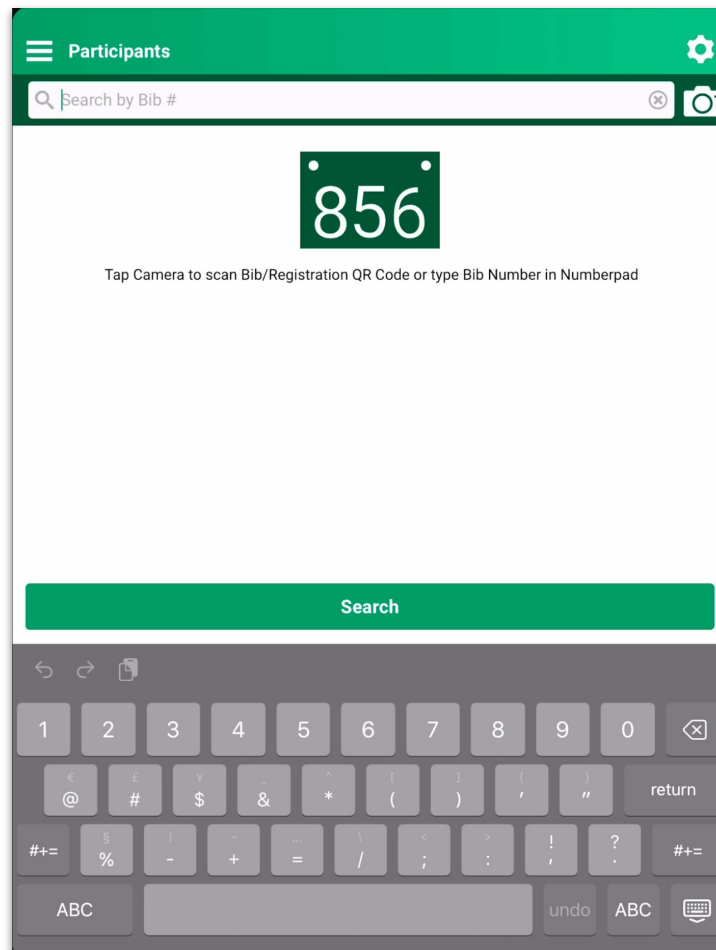 Participants
Search by Bib #
856
Tap Camera to scan Bib/Registration QR Code or type Bib Number in Numberpad
Search
1 2 3 4 5 6 7 8 9 0
€ £ ¥ _ ^ [ ] { }
@ # $ & * ( ) ' " return
§ | ~ … \ < > ! ?
#+= % - + = / ; : , . #+=
ABC undo ABC